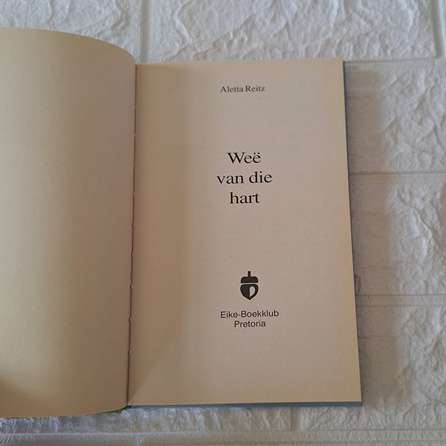 Aletta Reitz
Weë
van die
hart
Eike-Boekklub
Pretoria